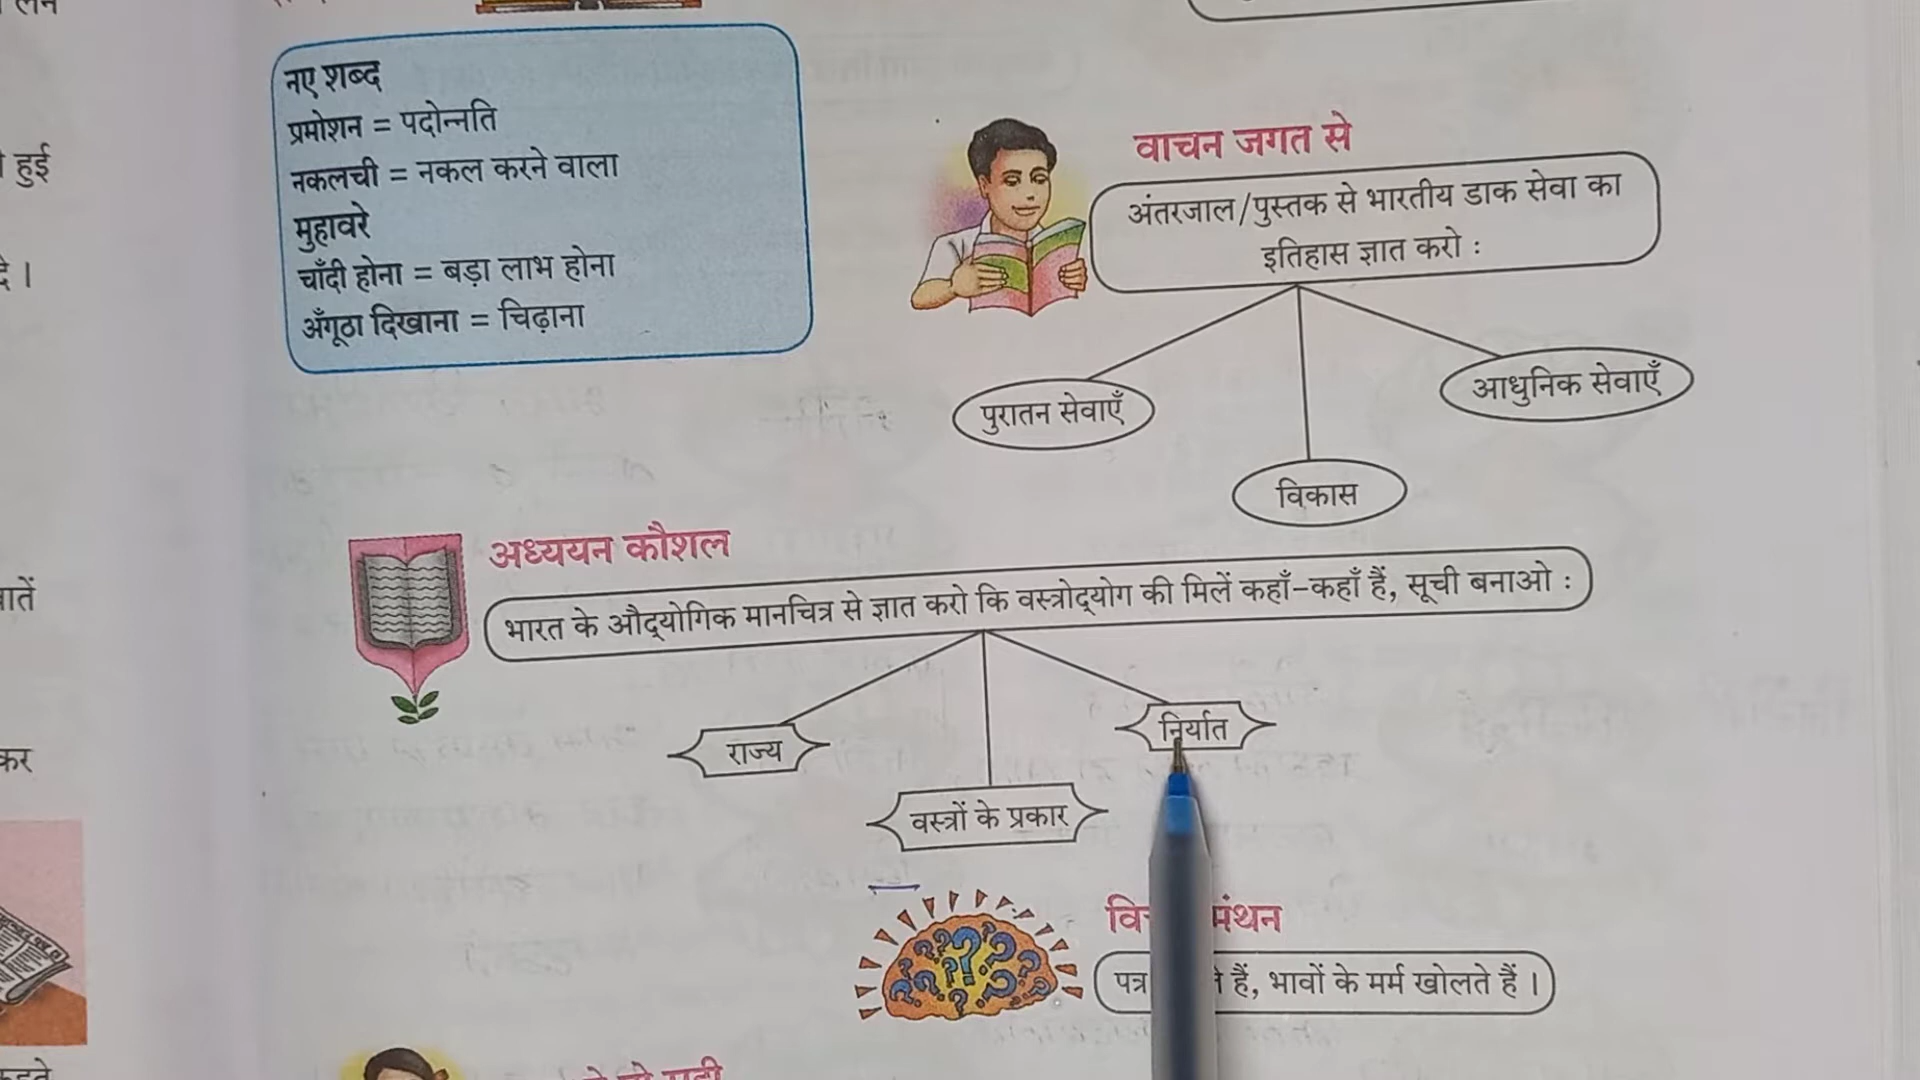 नए शब्द
प्रमोशन = पदोन्नति
नकलची = नकल करने वाला
मुहावरे
चाँदी होना = बड़ा लाभ होना
अँगूठा दिखाना = चिढ़ाना
वाचन जगत से
अंतरजाल/पुस्तक से भारतीय डाक सेवा का
इतिहास ज्ञात करो :
पुरातन सेवाएँ
विकास
आधुनिक सेवाएँ
अध्ययन कौशल
भारत के औद्योगिक मानचित्र से ज्ञात करो कि वस्त्रोद्योग की मिलें कहाँ-कहाँ हैं, सूची बनाओ :
राज्य
वस्त्रों के प्रकार
निर्यात
मंथन
पत्र हैं, भावों के मर्म खोलते हैं ।
हुई